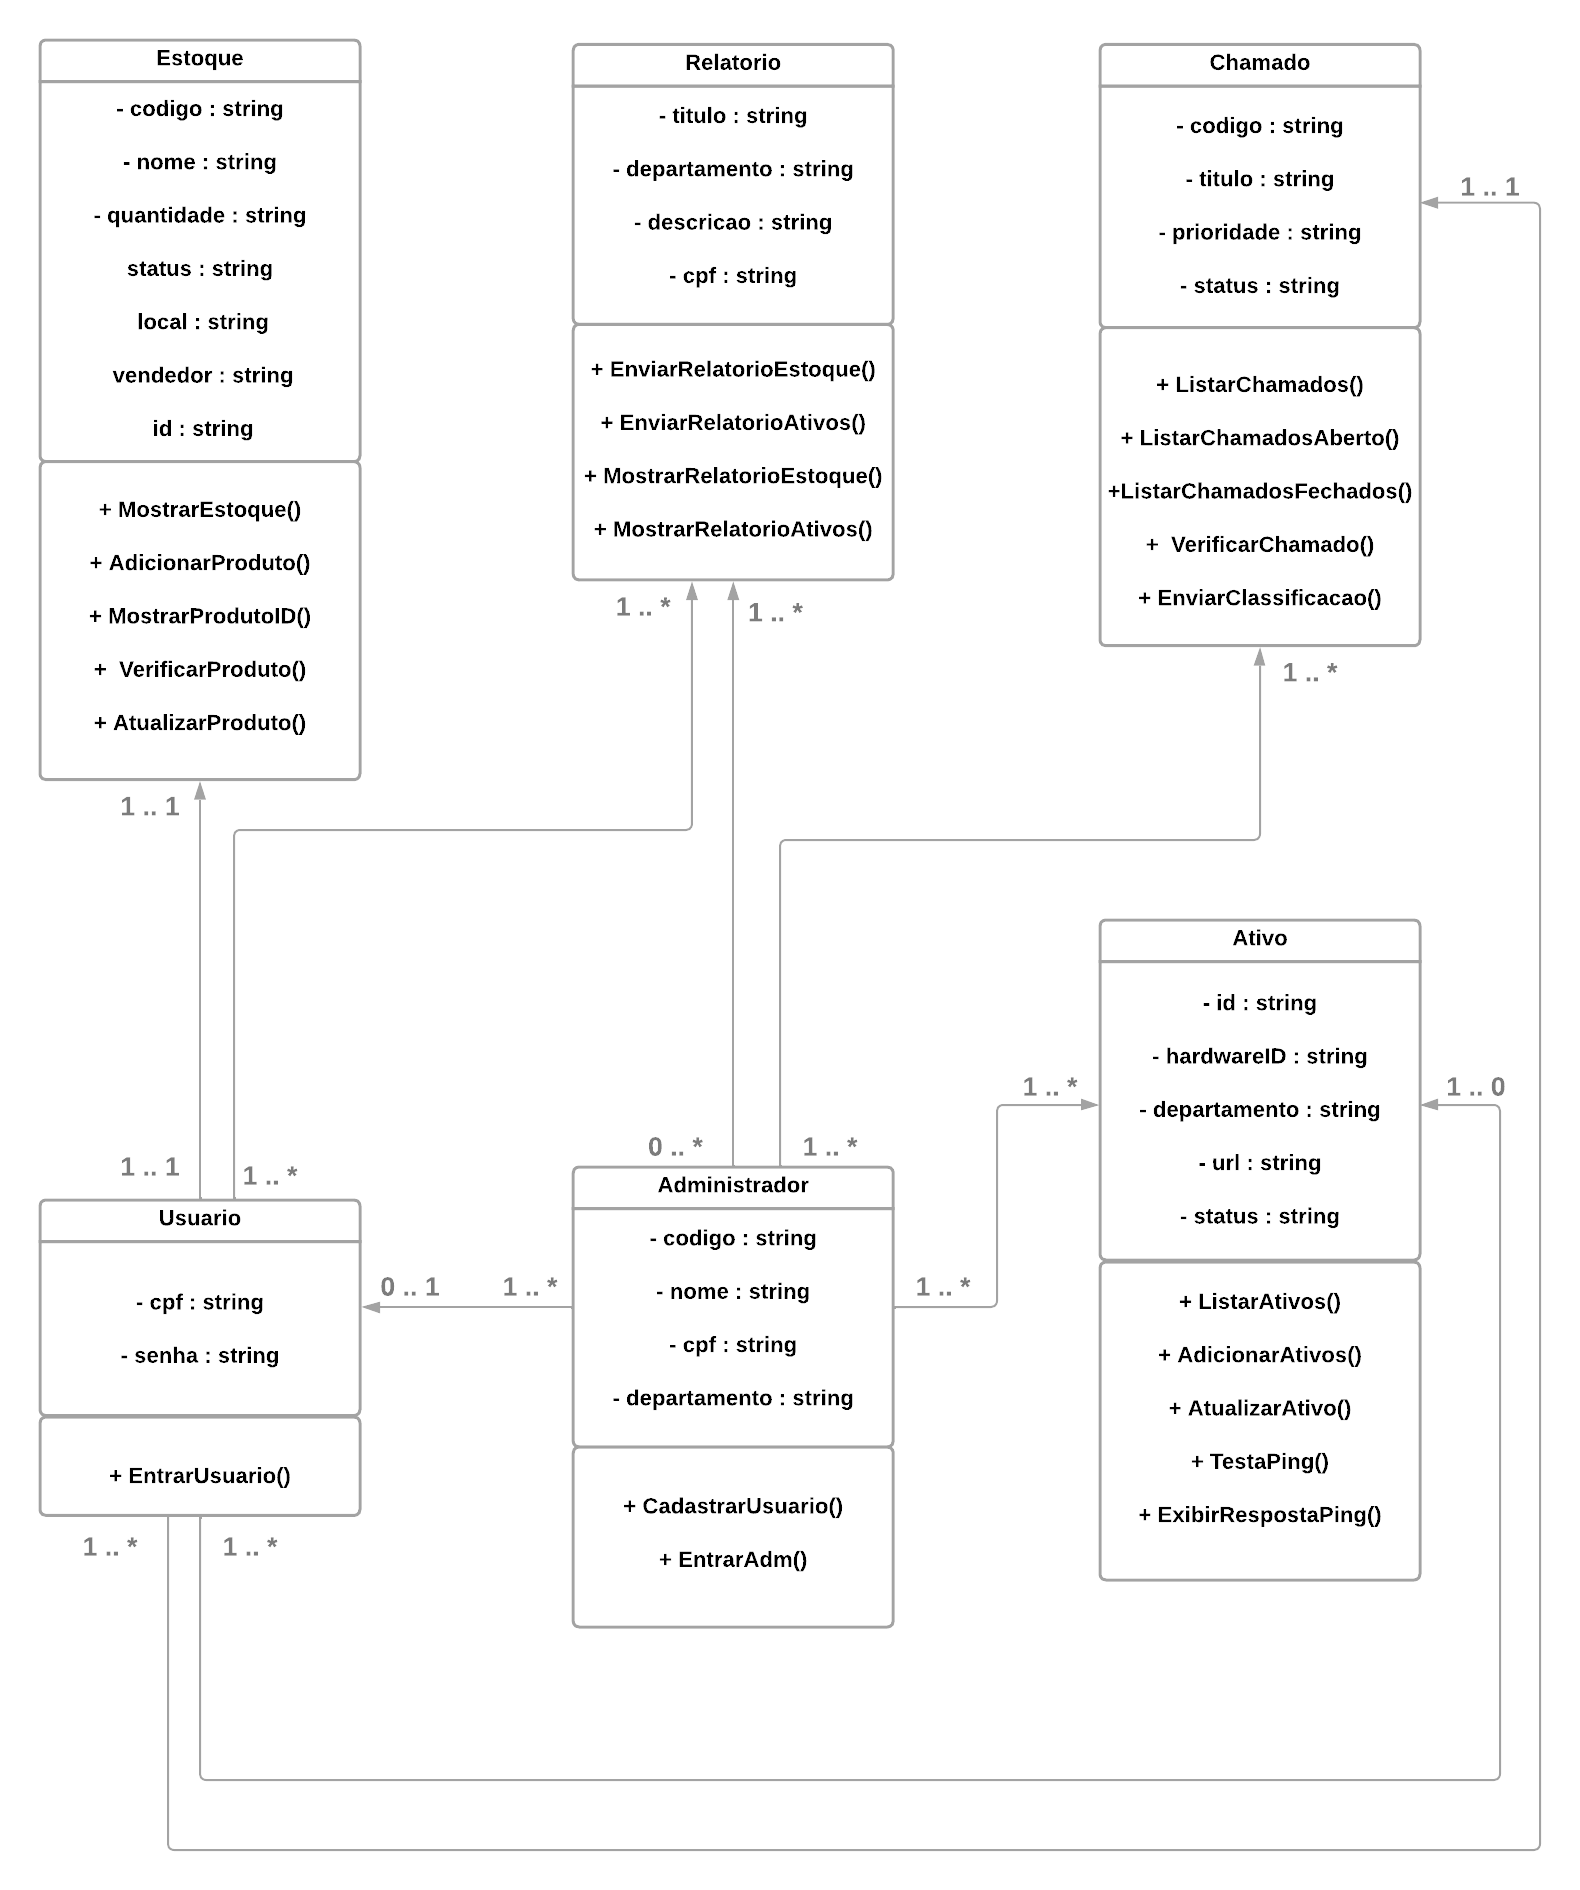 Estoque
- codigo : string
- nome : string
- quantidade : string
status : string
local : string
vendedor : string
id : string
+ MostrarEstoque()
+ AdicionarProduto()
+ MostrarProdutoID()
+  VerificarProduto()
+ AtualizarProduto()
1 .. 1
Relatorio
- titulo : string
- departamento : string
- descricao : string
- cpf : string
+ EnviarRelatorioEstoque()
+ EnviarRelatorioAtivos()
+ MostrarRelatorioEstoque()
+ MostrarRelatorioAtivos()
1 .. *
1 .. *
Chamado
- codigo : string
- titulo : string
- prioridade : string
- status : string
+ ListarChamados()
+ ListarChamadosAberto()
+ListarChamadosFechados()
+  VerificarChamado()
+ EnviarClassificacao()
1 .. 1
1 .. *
1 .. 1
1 .. *
Usuario
- cpf : string
- senha : string
+ EntrarUsuario()
1 .. *
1 .. *
0 .. 1
1 .. *
0 .. *
1 .. *
Administrador
- codigo : string
- nome : string
- cpf : string
- departamento : string
+ CadastrarUsuario()
+ EntrarAdm()
1 .. *
1 .. *
Ativo
- id : string
- hardwareID : string
- departamento : string
- url : string
- status : string
+ ListarAtivos()
+ AdicionarAtivos()
+ AtualizarAtivo()
+ TestaPing()
+ ExibirRespostaPing()
1 .. 0